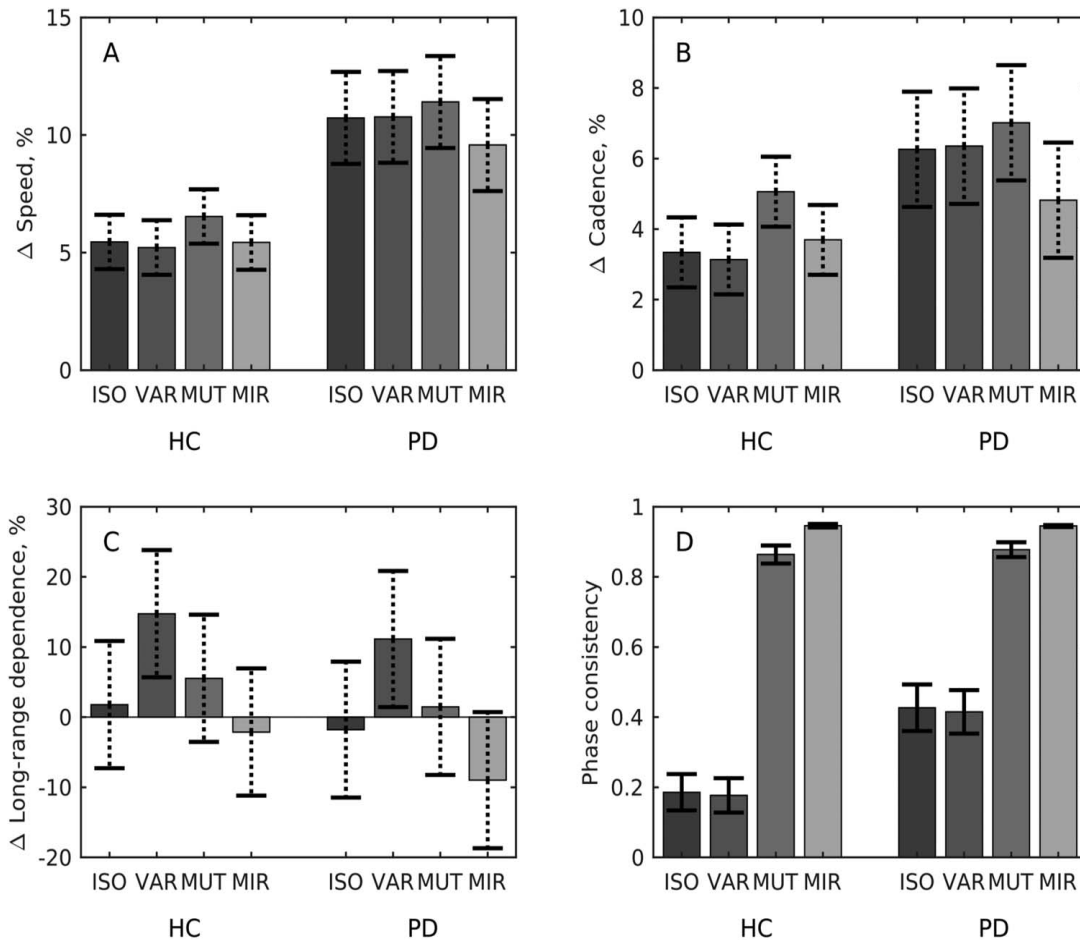 A
Δ Speed, %
15
10
5
0
ISO VAR MUT MIR ISO VAR MUT MIR
HC PD
B
Δ Cadence, %
10
8
6
4
2
0
ISO VAR MUT MIR ISO VAR MUT MIR
HC PD
C
Δ Long-range dependence, %
30
20
10
0
-10
-20
ISO VAR MUT MIR ISO VAR MUT MIR
HC PD
D
Phase consistency
1
0.8
0.6
0.4
0.2
0
ISO VAR MUT MIR ISO VAR MUT MIR
HC PD